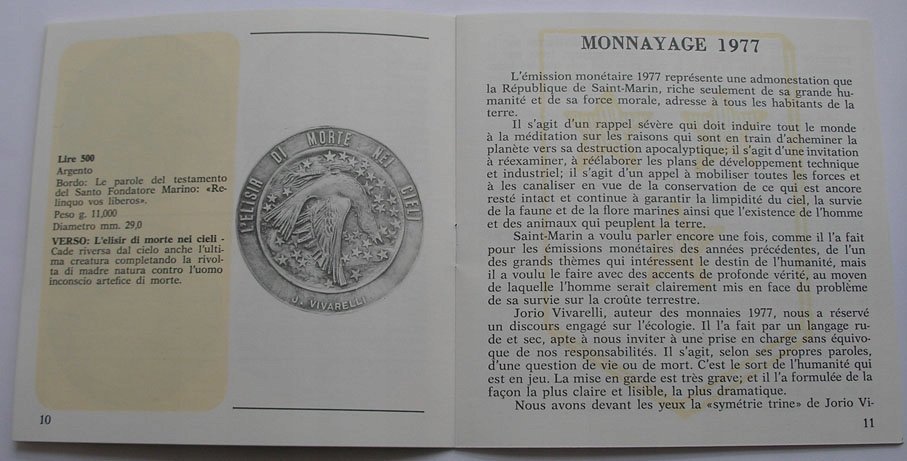 Lire 500
Argento
Bordo: Le parole del testamento
del Santo Fondatore Marino: «Re-
linquo vos liberos».
Peso g. 11,000
Diametro mm. 29,0
VERSO: L'elisir di morte nei cieli -
Cade riversa dal cielo anche l'ulti-
ma creatura completando la rivol-
ta di madre natura contro l'uomo
inconscio artefice di morte.
L'ELISIR DI MORTE NEI CIELI
J. VIVARELLI
10
MONNAYAGE 1977
L'émission monétaire 1977 représente une admonestation que
la République de Saint-Marin, riche seulement de sa grande hu-
manité et de sa force morale, adresse à tous les habitants de la
terre.
Il s'agit d'un rappel sévère qui doit induire tout le monde
à la méditation sur les raisons qui sont en train d'acheminer la
planète vers sa destruction apocalyptique; il s'agit d'une invitation
à réexaminer, à réélaborer les plans de développement technique
et industriel; il s'agit d'un appel à mobiliser toutes les forces et
à les canaliser en vue de la conservation de ce qui est encore
resté intact et continue à garantir la limpidité du ciel, la survie
de la faune et de la flore marines ainsi que l'existence de l'homme
et des animaux qui peuplent la terre.
Saint-Marin a voulu parler encore une fois, comme il l'a fait
pour les émissions monétaires des années précédentes, de l'un
des grands thèmes qui intéressent le destin de l'humanité, mais
il a voulu le faire avec des accents de profonde vérité, au moyen
de laquelle l'homme serait clairement mis en face du problème
de sa survie sur la croûte terrestre.
Jorio Vivarelli, auteur des monnaies 1977, nous a réservé
un discours engagé sur l'écologie. Il l'a fait par un langage ru-
de et sec, apte à nous inviter à une prise en charge sans équivo-
que de nos responsabilités. Il s'agit, selon ses propres paroles,
d'une question de vie ou de mort. C'est le sort de l'humanité qui
est en jeu. La mise en garde est très grave; et il l'a formulée de la
façon la plus claire et lisible, la plus dramatique.
Nous avons devant les yeux la «symétrie trine» de Jorio Vi-
11